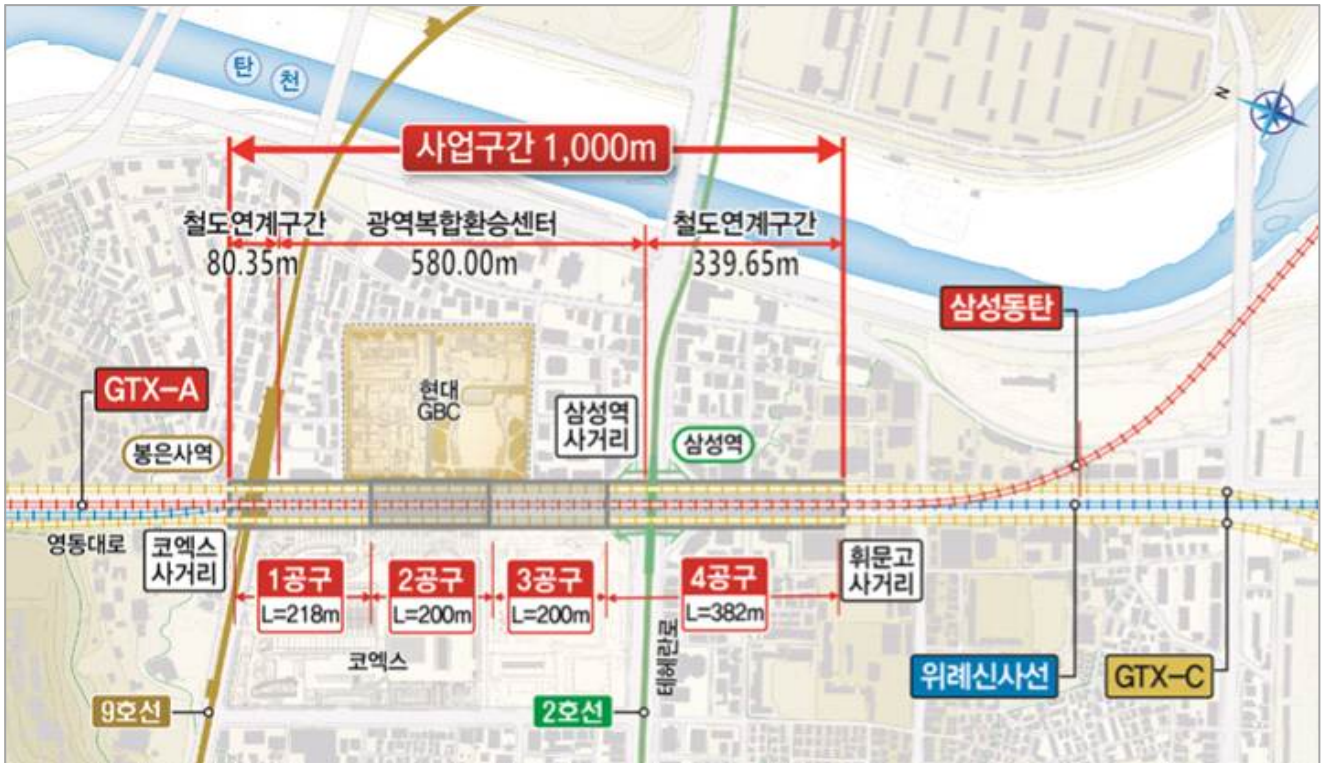 탄천
N
사업구간 1,000m
철도연계구간
80.35m
광역복합환승센터
580.00m
철도연계구간
339.65m
삼성동탄
GTX-A
현대
GBC
삼성역
사거리
삼성역
봉은사역
영동대로
코엑스
사거리
1공구
L=218m
2공구
L=200m
3공구
L=200m
4공구
L=382m
휘문고
사거리
코엑스
테헤란로
위례신사선
GTX-C
9호선
2호선